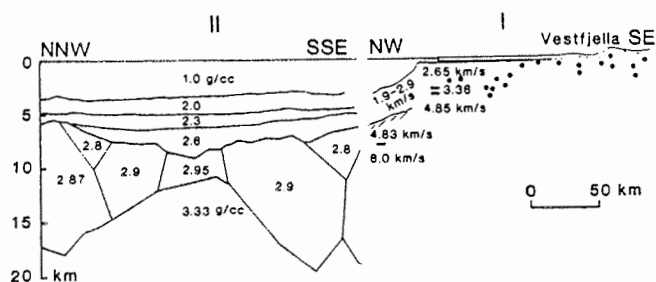 II
I
NNW
SSE
NW
Vestfjella SE
0
1.0 g/cc
2.65 km/s
1.9-2.9
km/s
3.36
2.0
4.85 km/s
5
2.3
2.6
4.83 km/s
2.8
2.8
6.0 km/s
10
2.87
2.9
2.95
2.9
0
50 km
3.33 g/cc
15
20
km